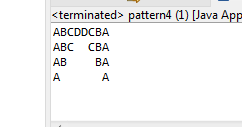 <terminated> pattern4 (1) [Java App
ABCDDCBA
ABC  CBA
AB    BA
A      A